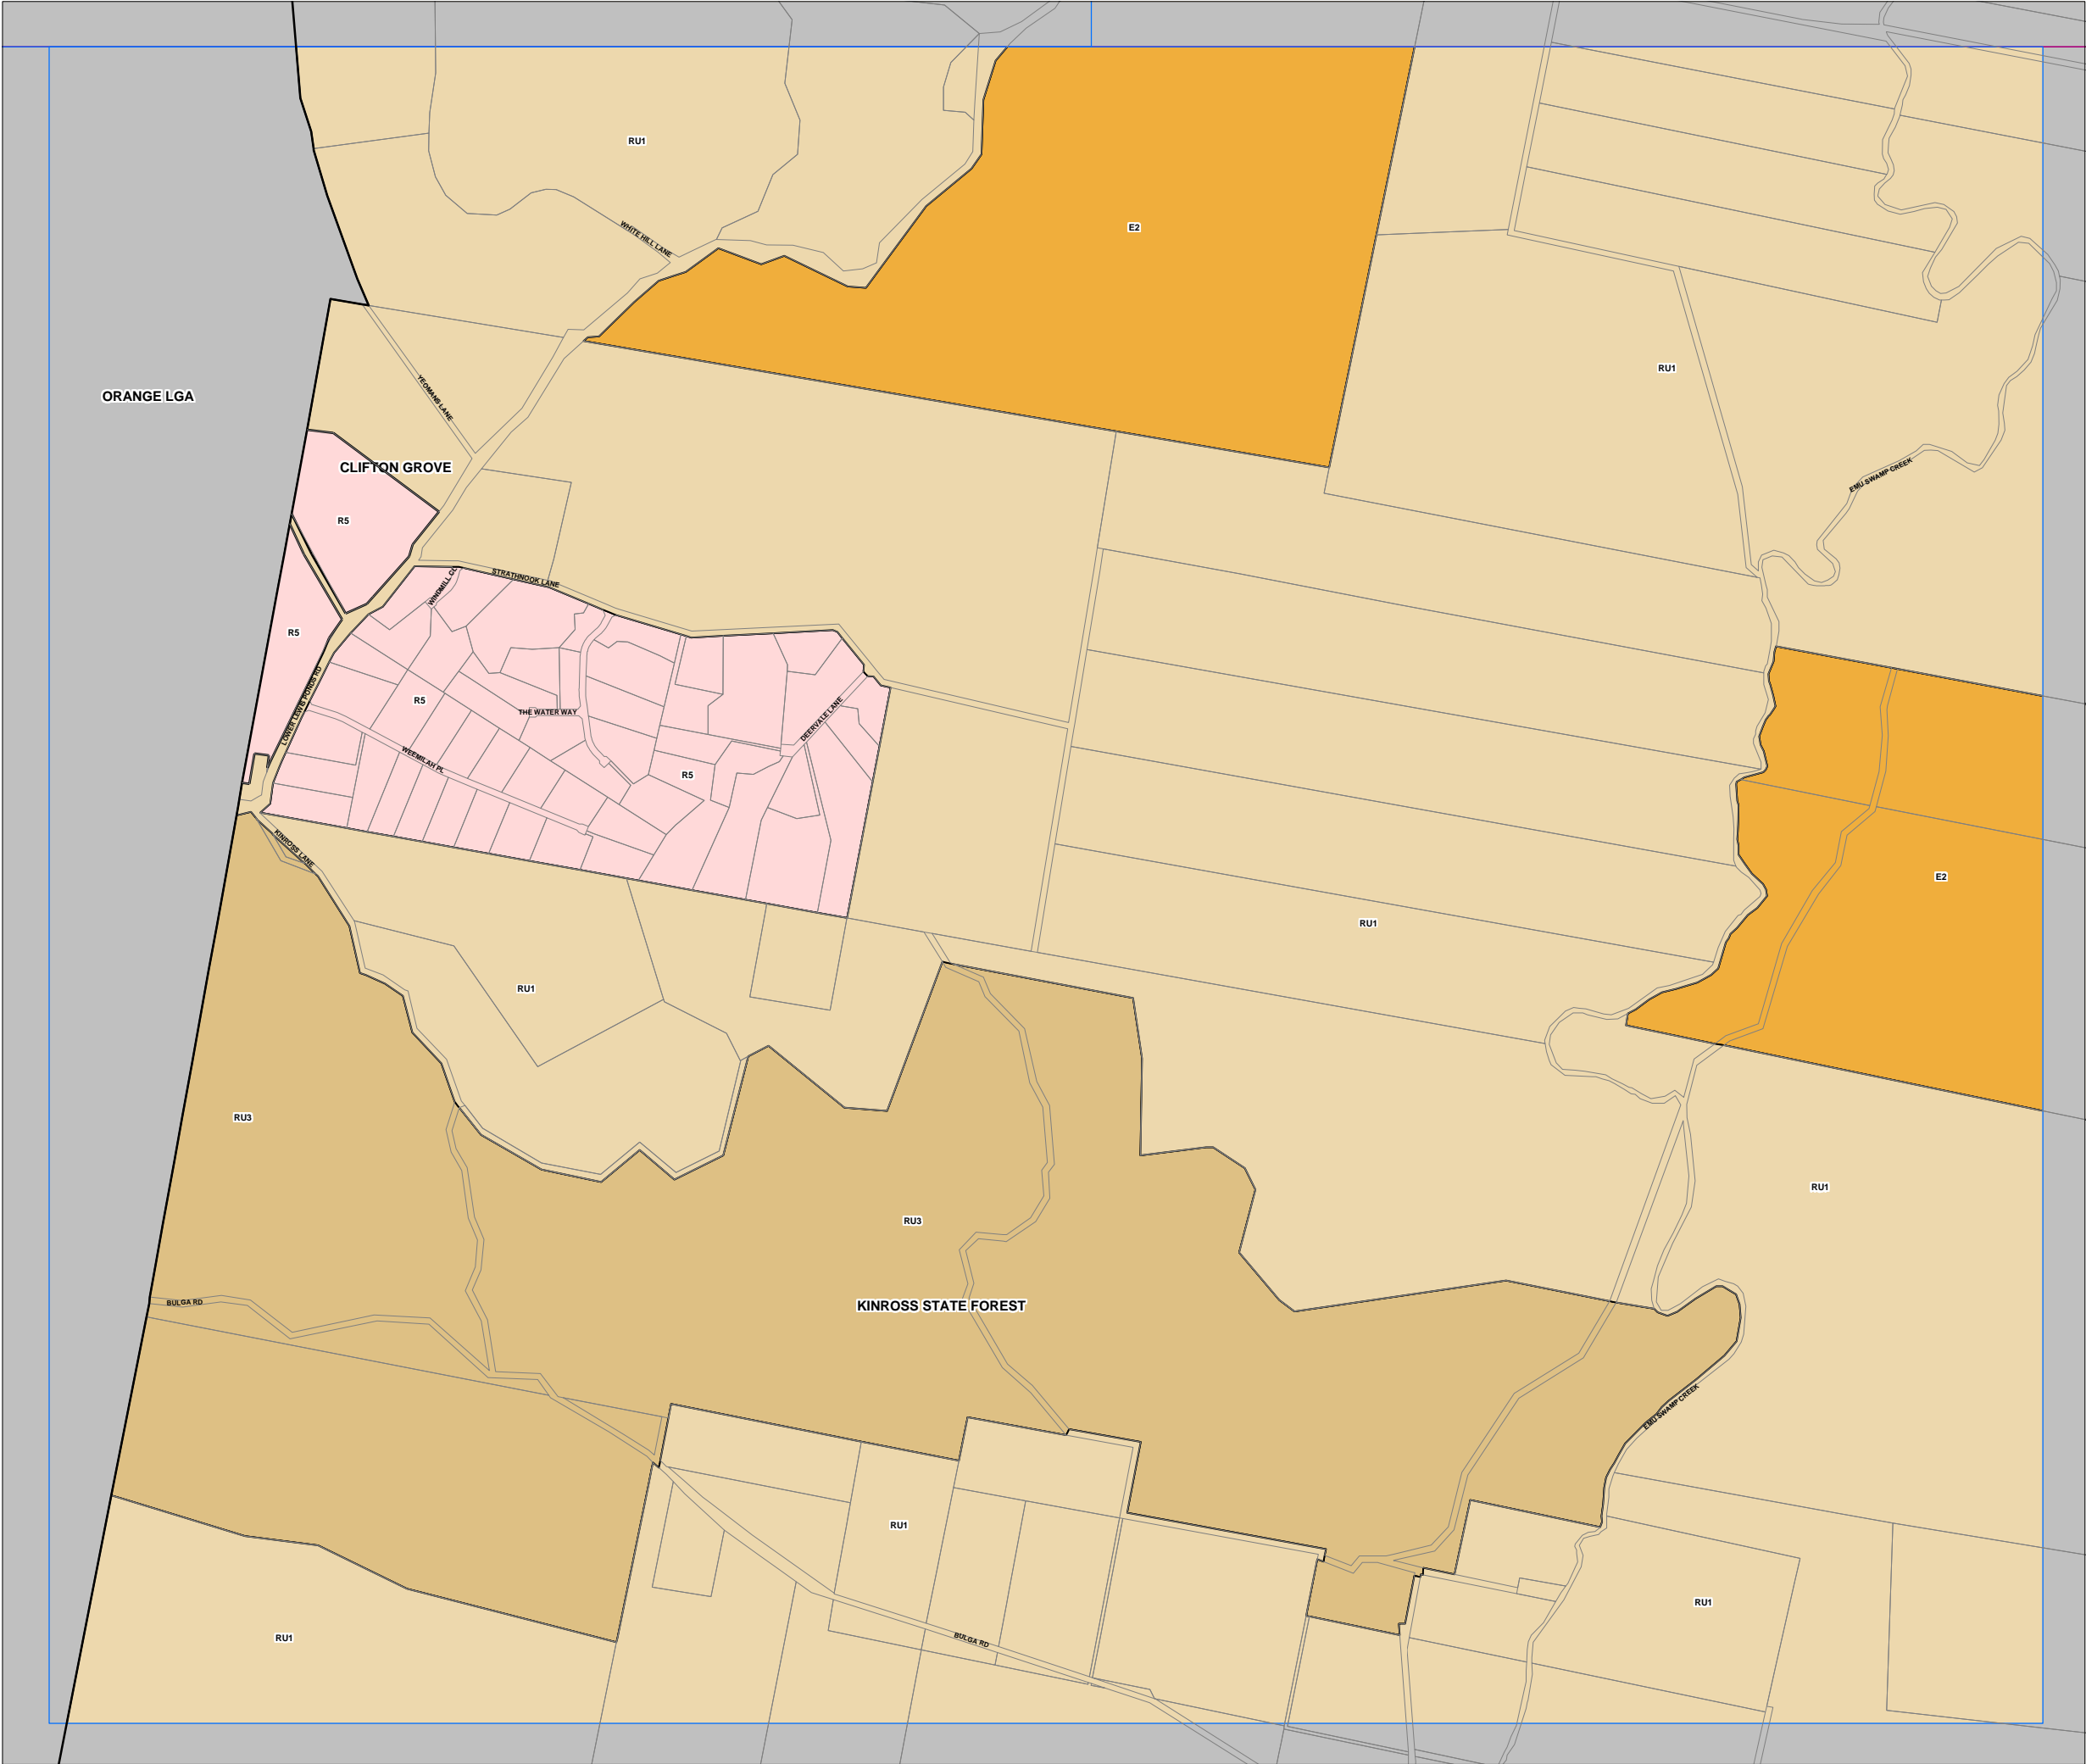 RU1
E2
WHITE HILL LANE
RU1
ORANGE LGA
YEOMANS LANE
CLIFTON GROVE
EMU SWAMP CREEK
R5
STRATHNOOK LANE
WINDMILL CL
R5
R5
LOWER LEWIS PONDS RD
THE WATER WAY
DEERVALE LANE
WEEMILAH PL
R5
KINROSS LANE
E2
RU1
RU1
RU3
RU1
RU3
BULGA RD
KINROSS STATE FOREST
EMU SWAMP CREEK
RU1
RU1
RU1
BULGA RD